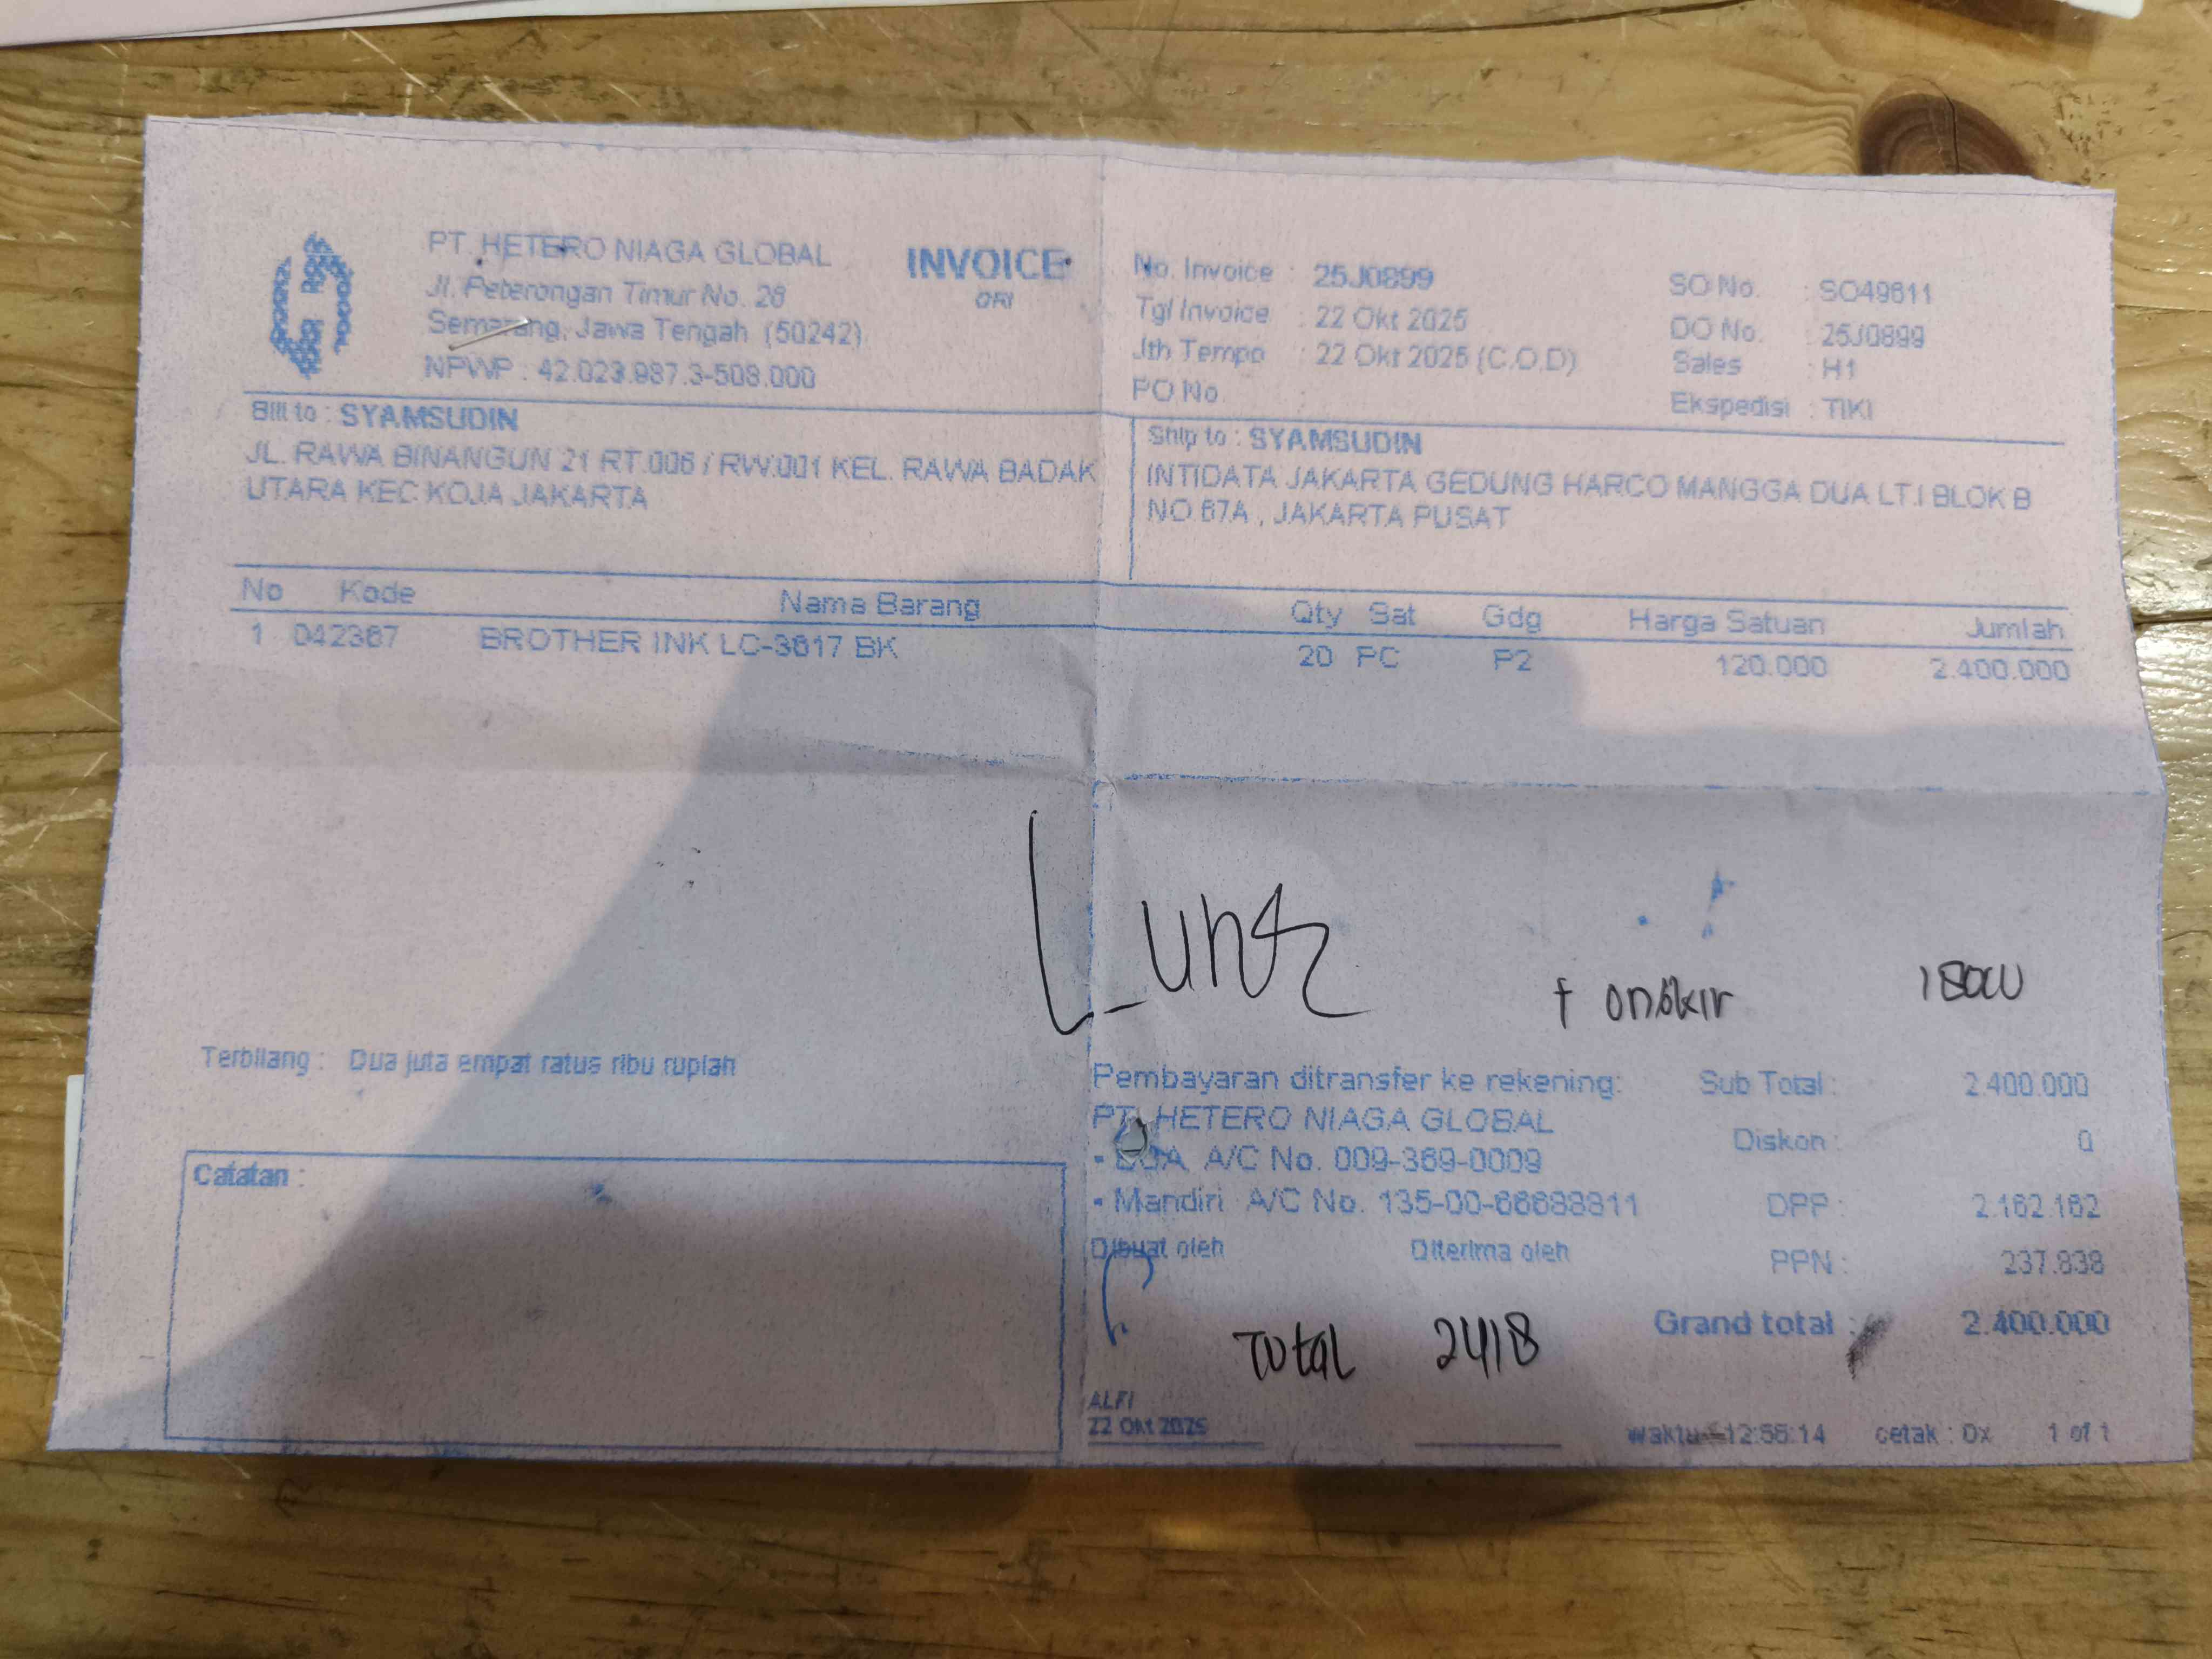 PT. HETERO NIAGA GLOBAL
Jl. Peterongan Timur No. 28
Semarang, Jawa Tengah (50242)
NPWP : 42.023.987.3-508.000
INVOICE
ORI
No. Invoice : 25J0899
Tgl Invoice : 22 Okt 2025
Jth Tempo : 22 Okt 2025 (C.O.D)
PO No. :
SO No. : SO49611
DO No. : 25J0899
Sales : H1
Ekspedisi : TIKI
Bill to : SYAMSUDIN
JL. RAWA BINANGUN 21 RT.006 / RW.001 KEL. RAWA BADAK
UTARA KEC KOJA JAKARTA
Ship to : SYAMSUDIN
INTIDATA JAKARTA GEDUNG HARCO MANGGA DUA LT.I BLOK B
NO 67A , JAKARTA PUSAT
No Kode Nama Barang Qty Sat Gdg Harga Satuan Jumlah
1 042367 BROTHER INK LC-3617 BK 20 PC P2 120.000 2.400.000
Lunas
+ ongkir 18000
Terbilang : Dua juta empat ratus ribu rupiah
Catatan :
Pembayaran ditransfer ke rekening:
PT. HETERO NIAGA GLOBAL
- BCA A/C No. 009-369-0009
- Mandiri A/C No. 135-00-66688811
Dibuat oleh Diterima oleh
Sub Total : 2.400.000
Diskon : 0
DPP : 2.162.162
PPN : 237.838
Grand total : 2.400.000
Total 2418
ALFI
22 Okt 2025
cetak : 0x 1 of 1